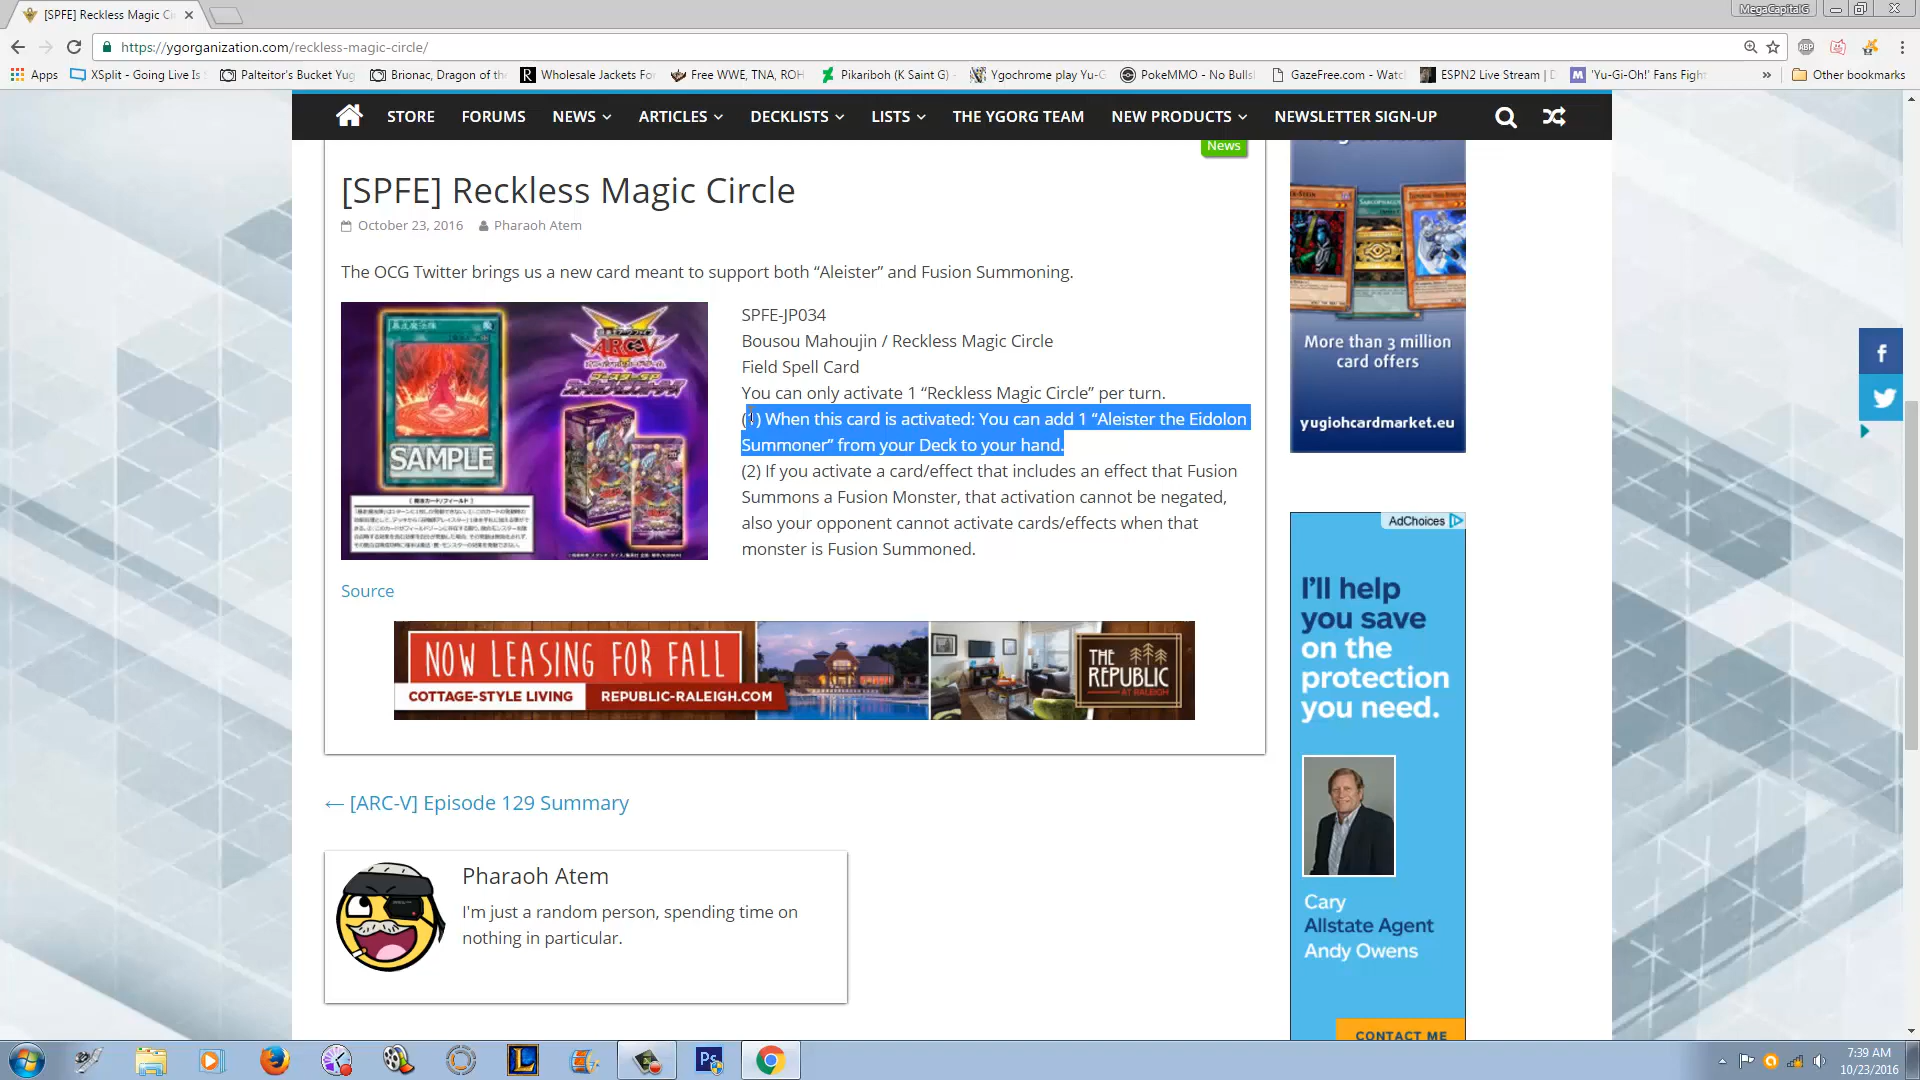 [SPFE] Reckless Magic Ci
MegaCapitalG
https://ygorganization.com/reckless-magic-circle/
Apps
XSplit - Going Live Is
Palteitor's Bucket Yug
Brionac, Dragon of the
Wholesale Jackets For
Free WWE, TNA, ROH
Pikariboh (K Saint G)
Ygochrome play Yu-G
PokeMMO - No Bulls
GazeFree.com - Watc
ESPN2 Live Stream | D
'Yu-Gi-Oh!' Fans Figh
» Other bookmarks
STORE FORUMS NEWS ARTICLES DECKLISTS LISTS THE YGORG TEAM NEW PRODUCTS NEWSLETTER SIGN-UP
News
[SPFE] Reckless Magic Circle
October 23, 2016 Pharaoh Atem
The OCG Twitter brings us a new card meant to support both “Aleister” and Fusion Summoning.
SAMPLE
ARC-V
SPFE-JP034
Bousou Mahoujin / Reckless Magic Circle
Field Spell Card
You can only activate 1 “Reckless Magic Circle” per turn.
(1) When this card is activated: You can add 1 “Aleister the Eidolon
Summoner” from your Deck to your hand.
(2) If you activate a card/effect that includes an effect that Fusion
Summons a Fusion Monster, that activation cannot be negated,
also your opponent cannot activate cards/effects when that
monster is Fusion Summoned.
Source
NOW LEASING FOR FALL
COTTAGE-STYLE LIVING REPUBLIC-RALEIGH.COM
THE
REPUBLIC
AT RALEIGH
← [ARC-V] Episode 129 Summary
Pharaoh Atem
I'm just a random person, spending time on
nothing in particular.
More than 3 million
card offers
yugiohcardmarket.eu
AdChoices
I'll help
you save
on the
protection
you need.
Cary
Allstate Agent
Andy Owens
CONTACT ME
7:39 AM
10/23/2016